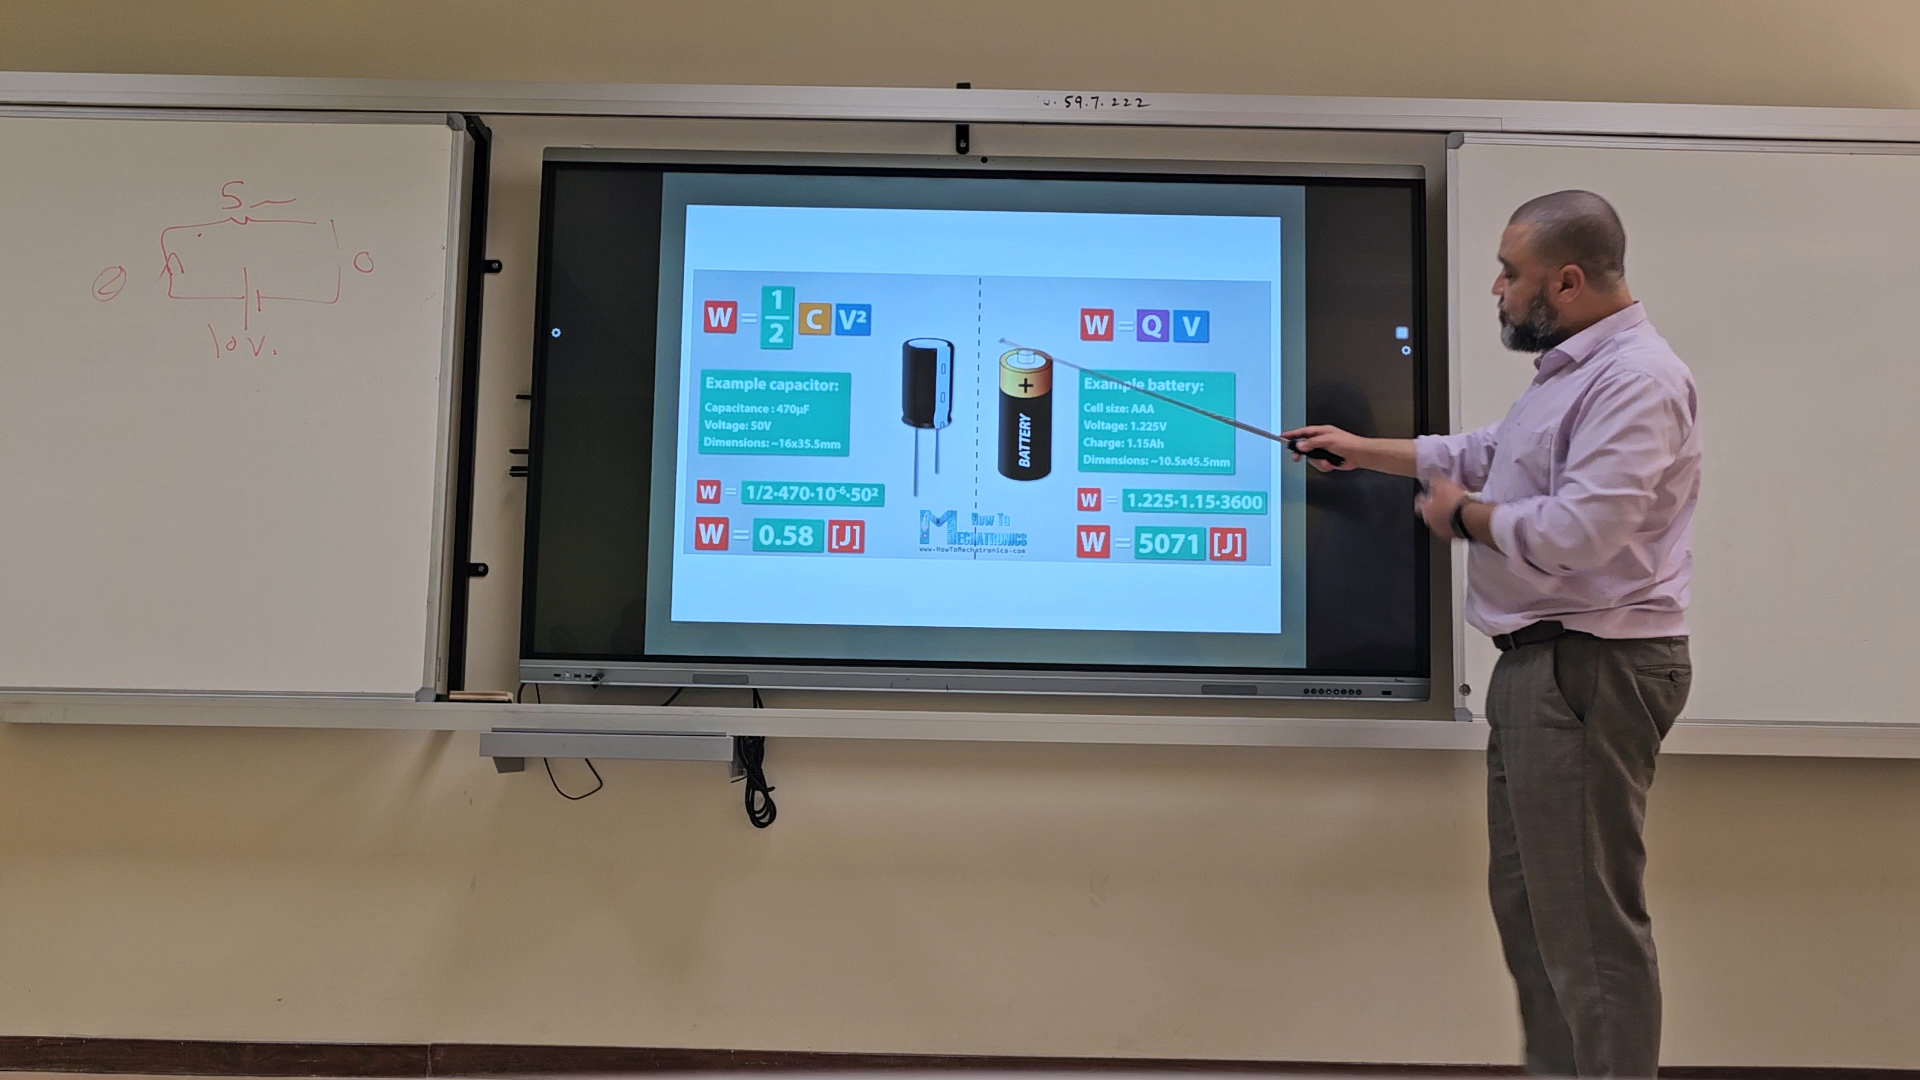 59.7.222
5
10V.
W = 1/2 C V²
Example capacitor:
Capacitance : 470µF
Voltage: 50V
Dimensions: ~16x35.5mm
W = 1/2·470·10⁻⁶·50²
W = 0.58 [J]
BATTERY
+
How To
MECHATRONICS
www.HowToMechatronics.com
W = Q V
Example battery:
Cell size: AAA
Voltage: 1.225V
Charge: 1.15Ah
Dimensions: ~10.5x45.5mm
W = 1.225·1.15·3600
W = 5071 [J]